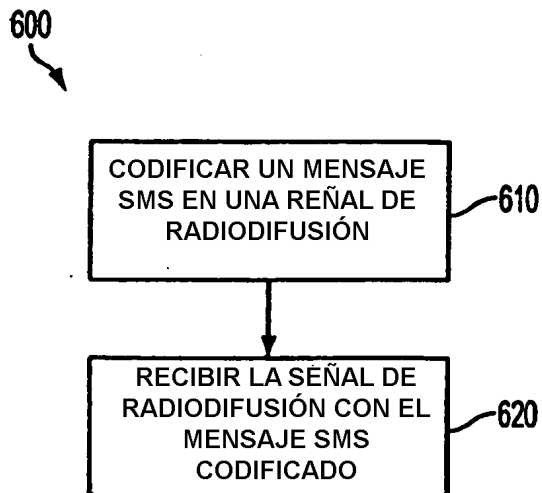 600
CODIFICAR UN MENSAJE
SMS EN UNA REÑAL DE
RADIODIFUSIÓN
610
RECIBIR LA SEÑAL DE
RADIODIFUSIÓN CON EL
MENSAJE SMS
CODIFICADO
620